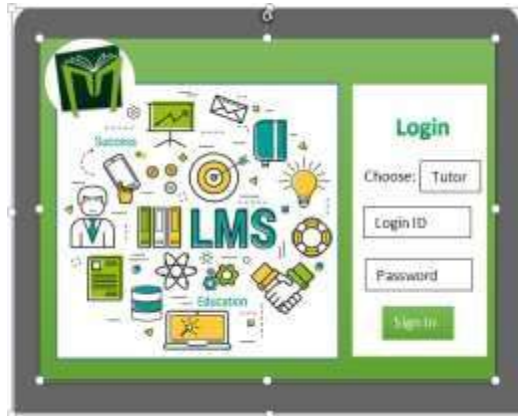 Success
LMS
Education
Login
Choose: Tutor
Login ID
Password
Sign In